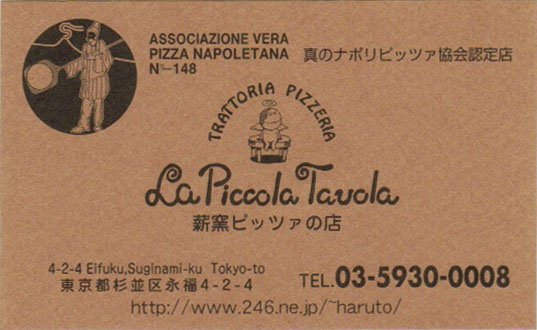 ASSOCIAZIONE VERA
PIZZA NAPOLETANA
N—148
真のナポリピッツァ協会認定店
TRATTORIA PIZZERIA
La Piccola Tavola
薪窯ピッツァの店
4-2-4 Eifuku,Suginami-ku Tokyo-to
東京都杉並区永福4-2-4
TEL.03-5930-0008
http://www.246.ne.jp/~haruto/